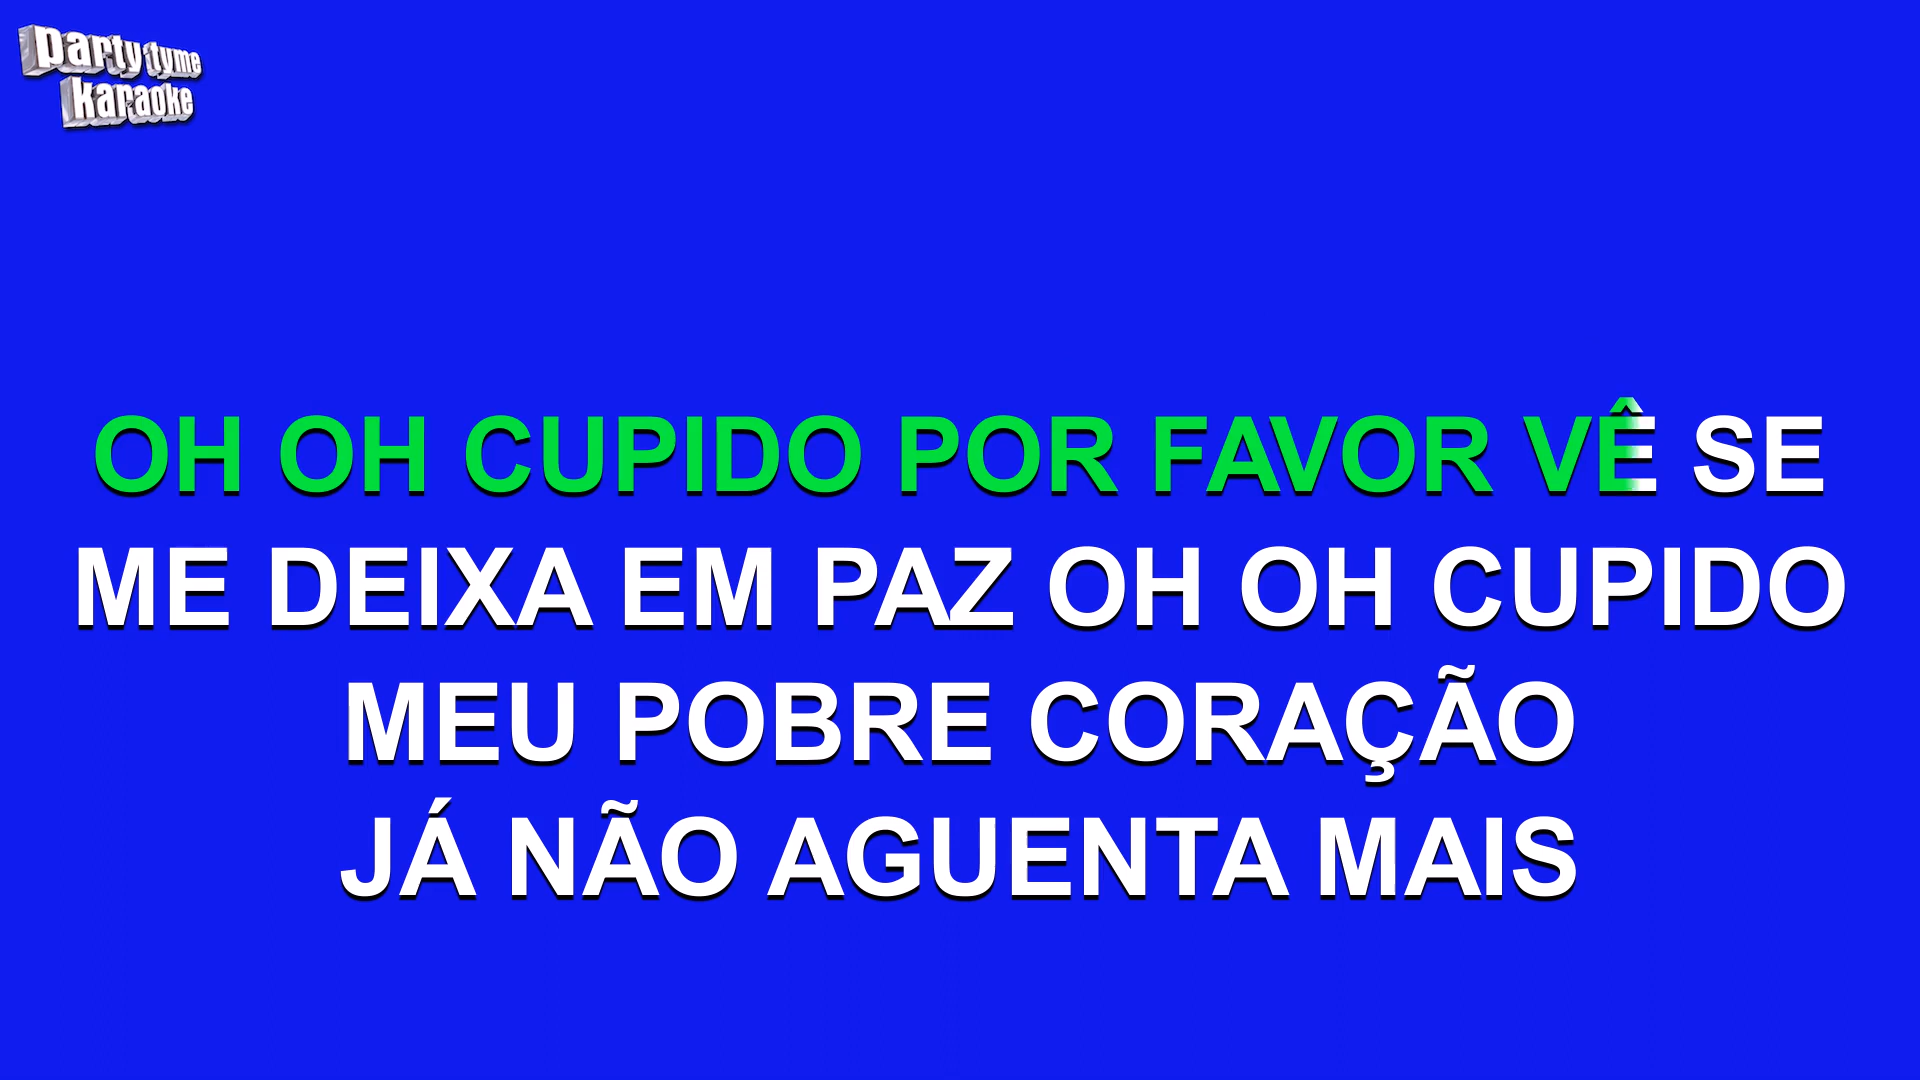 party tyme
karaoke
OH OH CUPIDO POR FAVOR VÊ SE
ME DEIXA EM PAZ OH OH CUPIDO
MEU POBRE CORAÇÃO
JÁ NÃO AGUENTA MAIS